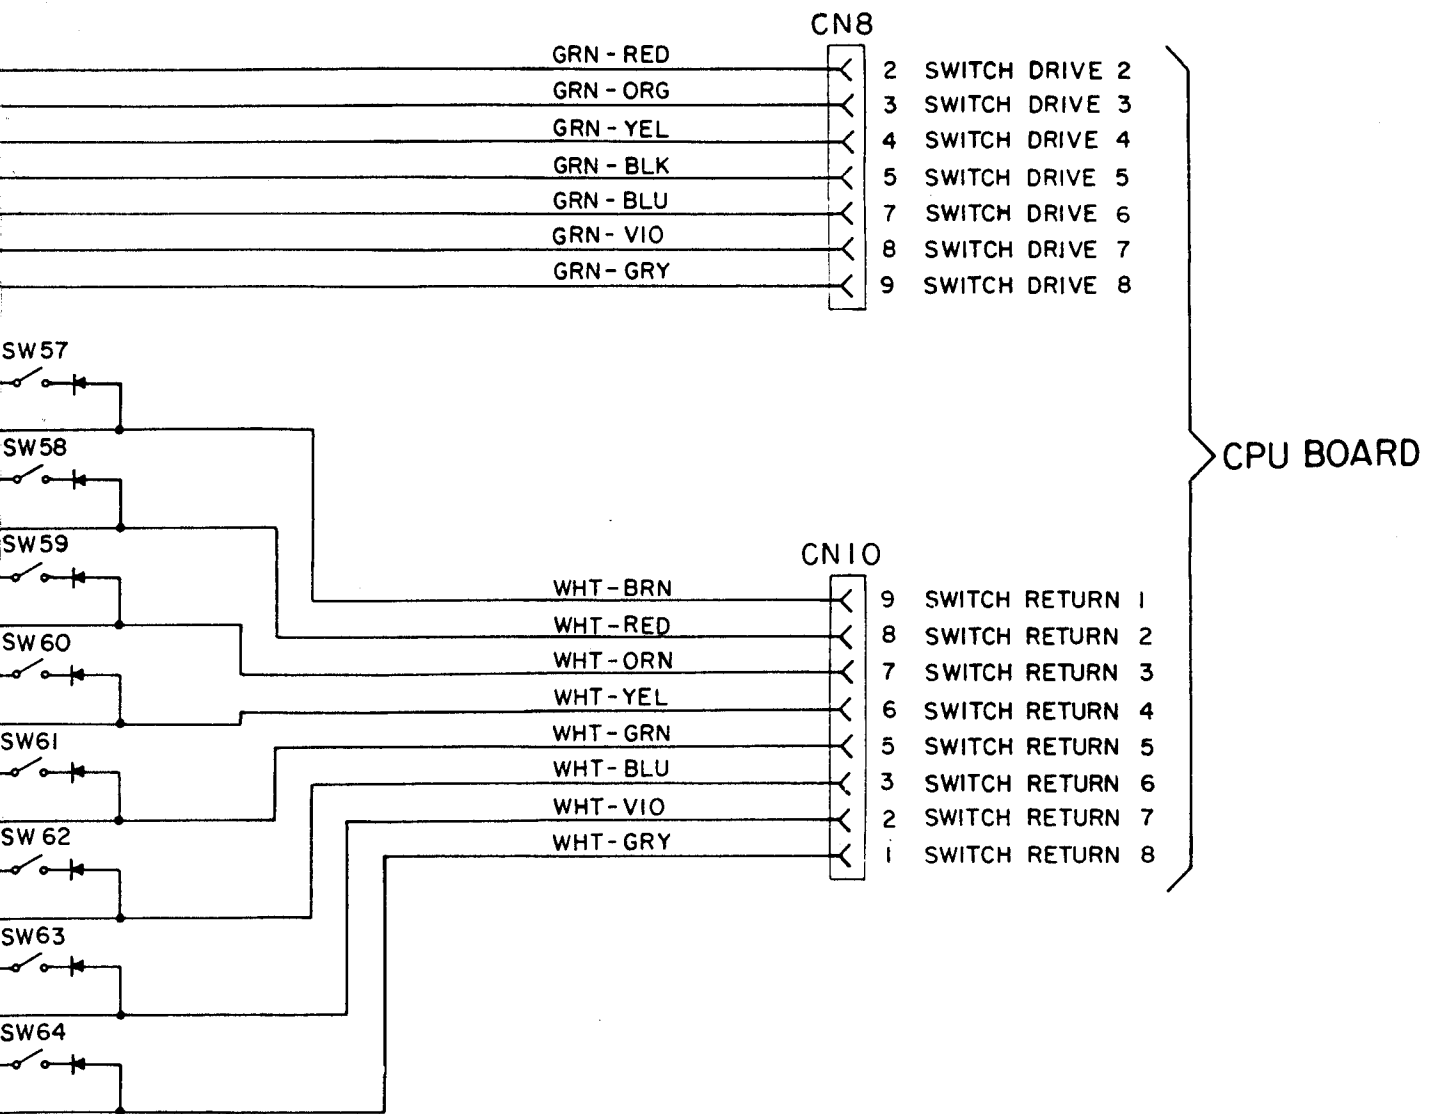 CN8
GRN-RED 2 SWITCH DRIVE 2
GRN-ORG 3 SWITCH DRIVE 3
GRN-YEL 4 SWITCH DRIVE 4
GRN-BLK 5 SWITCH DRIVE 5
GRN-BLU 7 SWITCH DRIVE 6
GRN-VIO 8 SWITCH DRIVE 7
GRN-GRY 9 SWITCH DRIVE 8
SW57
SW58
CPU BOARD
SW59
CN10
WHT-BRN 9 SWITCH RETURN 1
WHT-RED 8 SWITCH RETURN 2
SW60
WHT-ORN 7 SWITCH RETURN 3
WHT-YEL 6 SWITCH RETURN 4
SW61
WHT-GRN 5 SWITCH RETURN 5
WHT-BLU 3 SWITCH RETURN 6
WHT-VIO 2 SWITCH RETURN 7
SW62
WHT-GRY 1 SWITCH RETURN 8
SW63
SW64